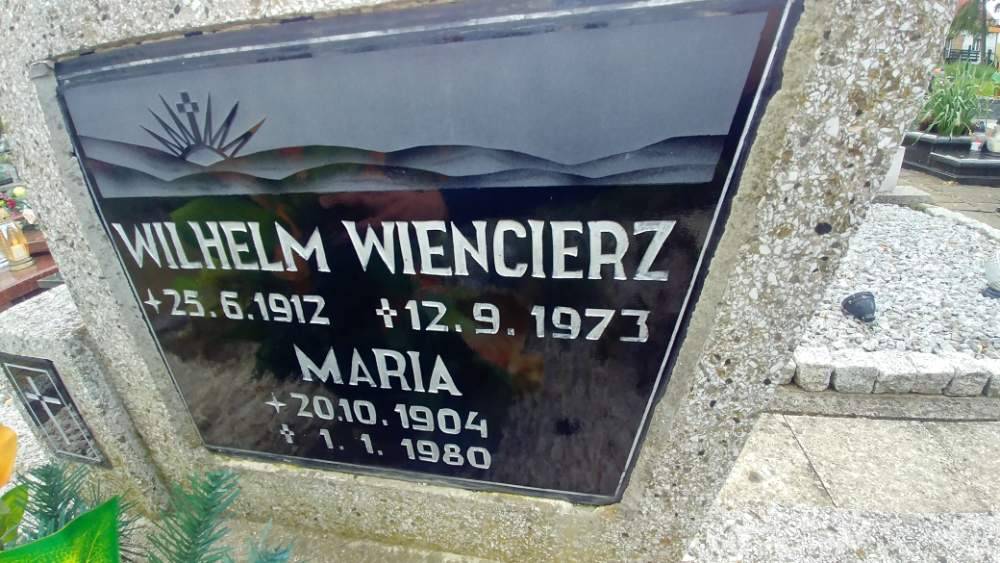 WILHELM WIENCIERZ
25.6.1912 ✝12.9.1973
MARIA
20.10.1904
✝ 1.1.1980